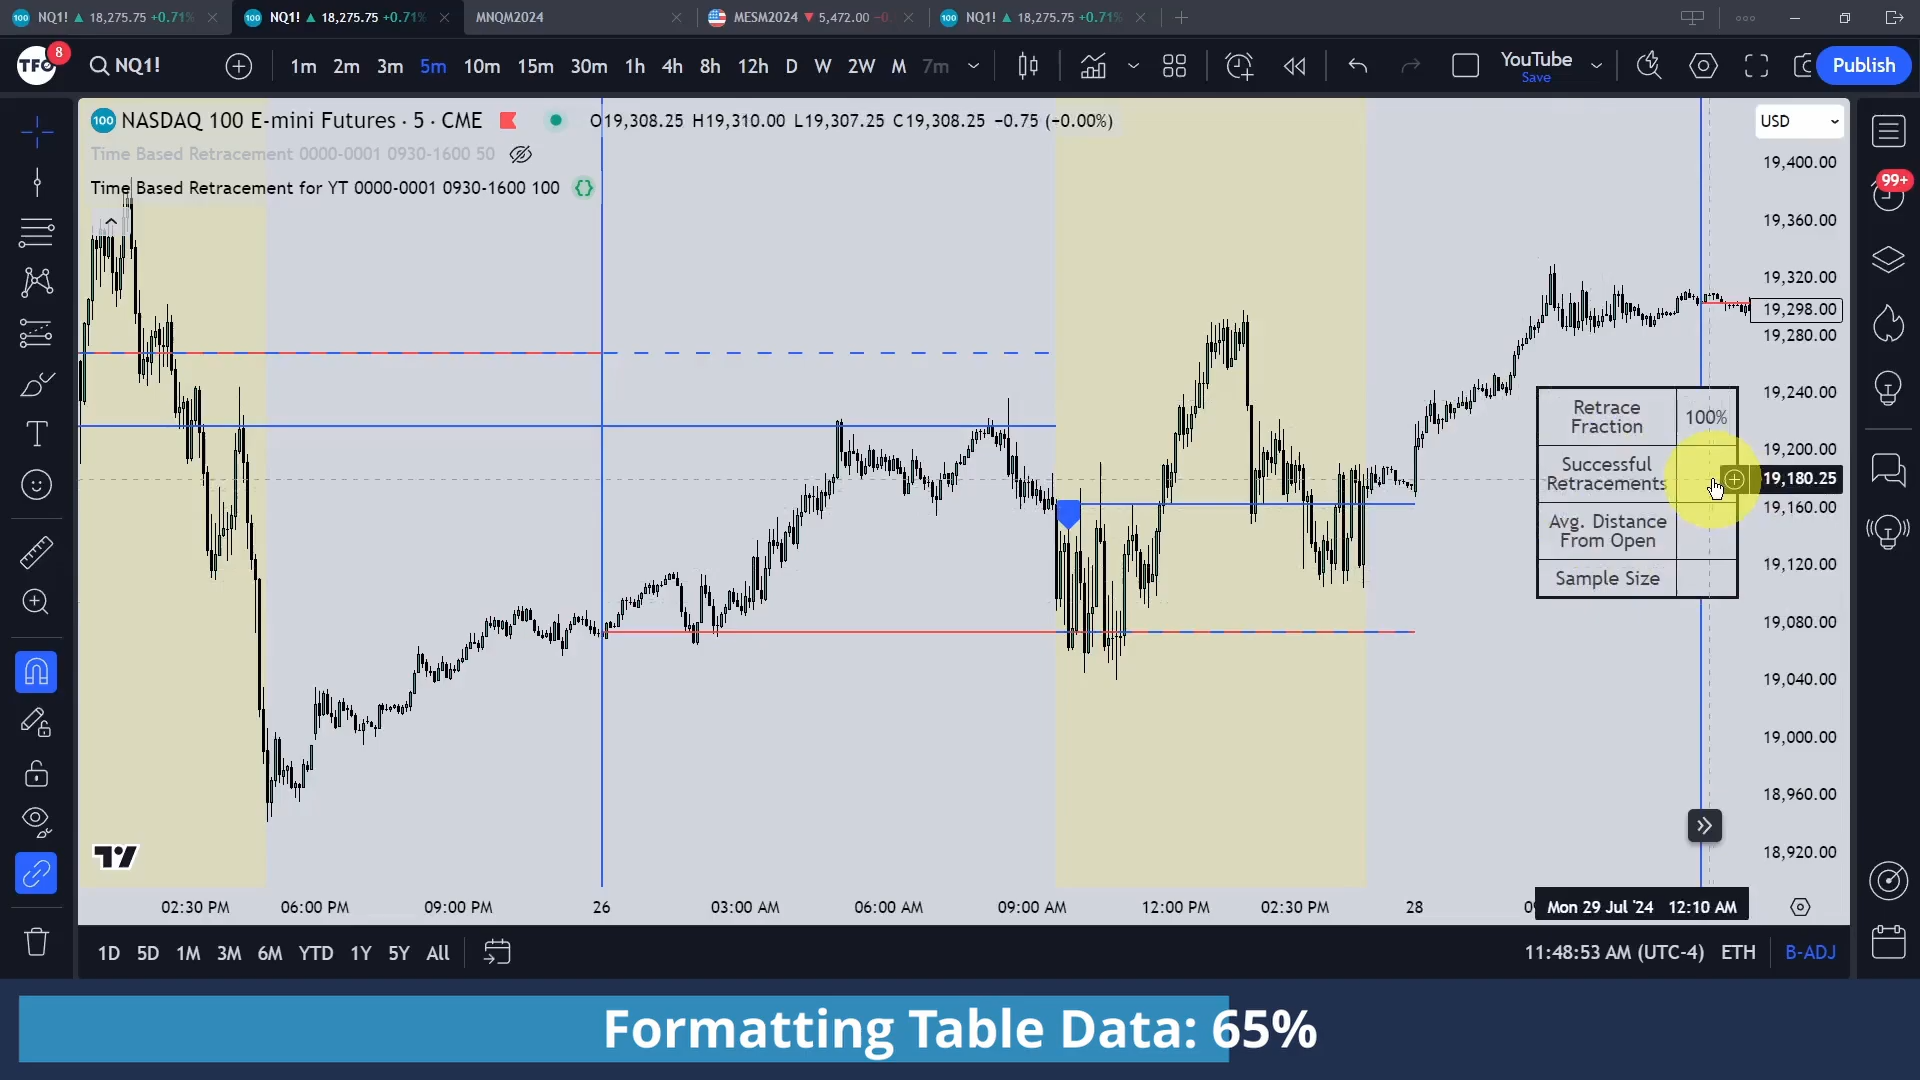 NQ1! ▲ 18,275.75 +0.71%
NQ1! ▲ 18,275.75 +0.71%
MNQM2024
MESM2024 ▼ 5,472.00 −0
NQ1! ▲ 18,275.75 +0.71%
TFO 8
NQ1!
1m 2m 3m 5m 10m 15m 30m 1h 4h 8h 12h D W 2W M 7m
YouTube
Save
Publish
100 NASDAQ 100 E-mini Futures · 5 · CME O19,308.25 H19,310.00 L19,307.25 C19,308.25 −0.75 (−0.00%)
USD
Time Based Retracement 0000-0001 0930-1600 50
Time Based Retracement for YT 0000-0001 0930-1600 100 {}
99+
19,400.00
19,360.00
19,320.00
19,298.00
19,280.00
19,240.00
19,200.00
19,180.25
19,160.00
19,120.00
19,080.00
19,040.00
19,000.00
18,960.00
18,920.00
Retrace
Fraction
100%
Successful
Retracements
Avg. Distance
From Open
Sample Size
02:30 PM 06:00 PM 09:00 PM 26 03:00 AM 06:00 AM 09:00 AM 12:00 PM 02:30 PM 28 Mon 29 Jul '24 12:10 AM
1D 5D 1M 3M 6M YTD 1Y 5Y All
11:48:53 AM (UTC-4) ETH B-ADJ
Formatting Table Data: 65%